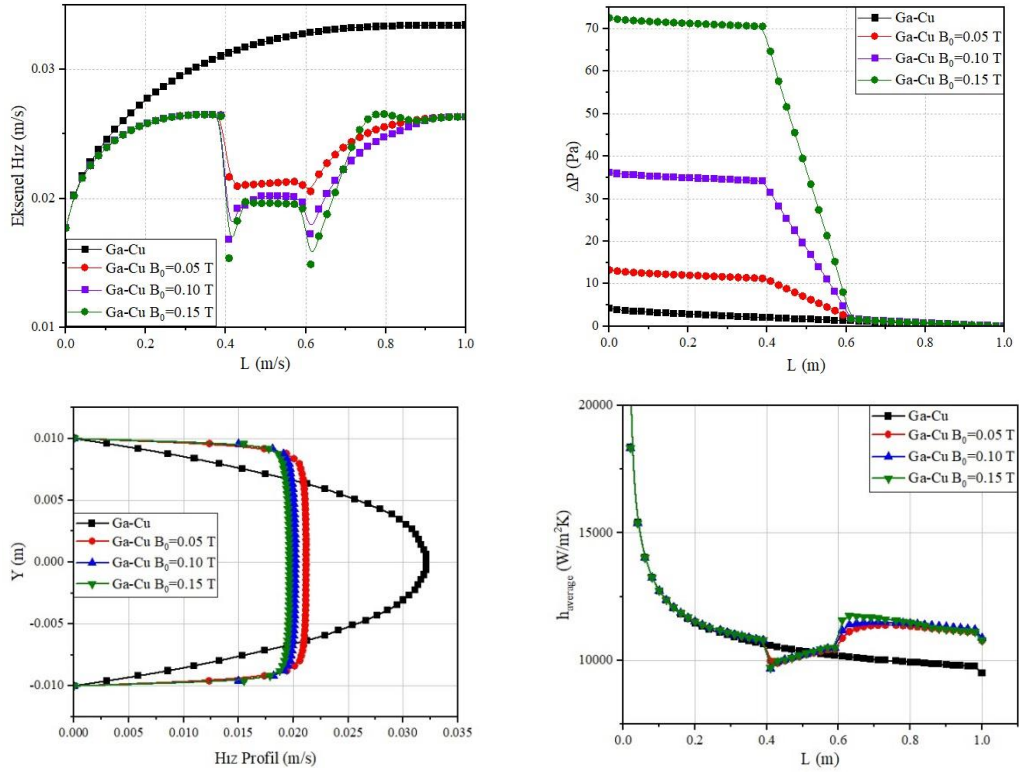 0.03
0.02
0.01
0.0 0.2 0.4 0.6 0.8 1.0
Eksenel Hız (m/s)
L (m/s)
Ga-Cu
Ga-Cu B₀=0.05 T
Ga-Cu B₀=0.10 T
Ga-Cu B₀=0.15 T
70
60
50
40
30
20
10
0
0.0 0.2 0.4 0.6 0.8 1.0
ΔP (Pa)
L (m)
Ga-Cu
Ga-Cu B₀=0.05 T
Ga-Cu B₀=0.10 T
Ga-Cu B₀=0.15 T
0.010
0.005
0.000
-0.005
-0.010
0.000 0.005 0.010 0.015 0.020 0.025 0.030 0.035
Y (m)
Hız Profil (m/s)
Ga-Cu
Ga-Cu B₀=0.05 T
Ga-Cu B₀=0.10 T
Ga-Cu B₀=0.15 T
20000
15000
10000
0.0 0.2 0.4 0.6 0.8 1.0
h average (W/m²K)
L (m)
Ga-Cu
Ga-Cu B₀=0.05 T
Ga-Cu B₀=0.10 T
Ga-Cu B₀=0.15 T